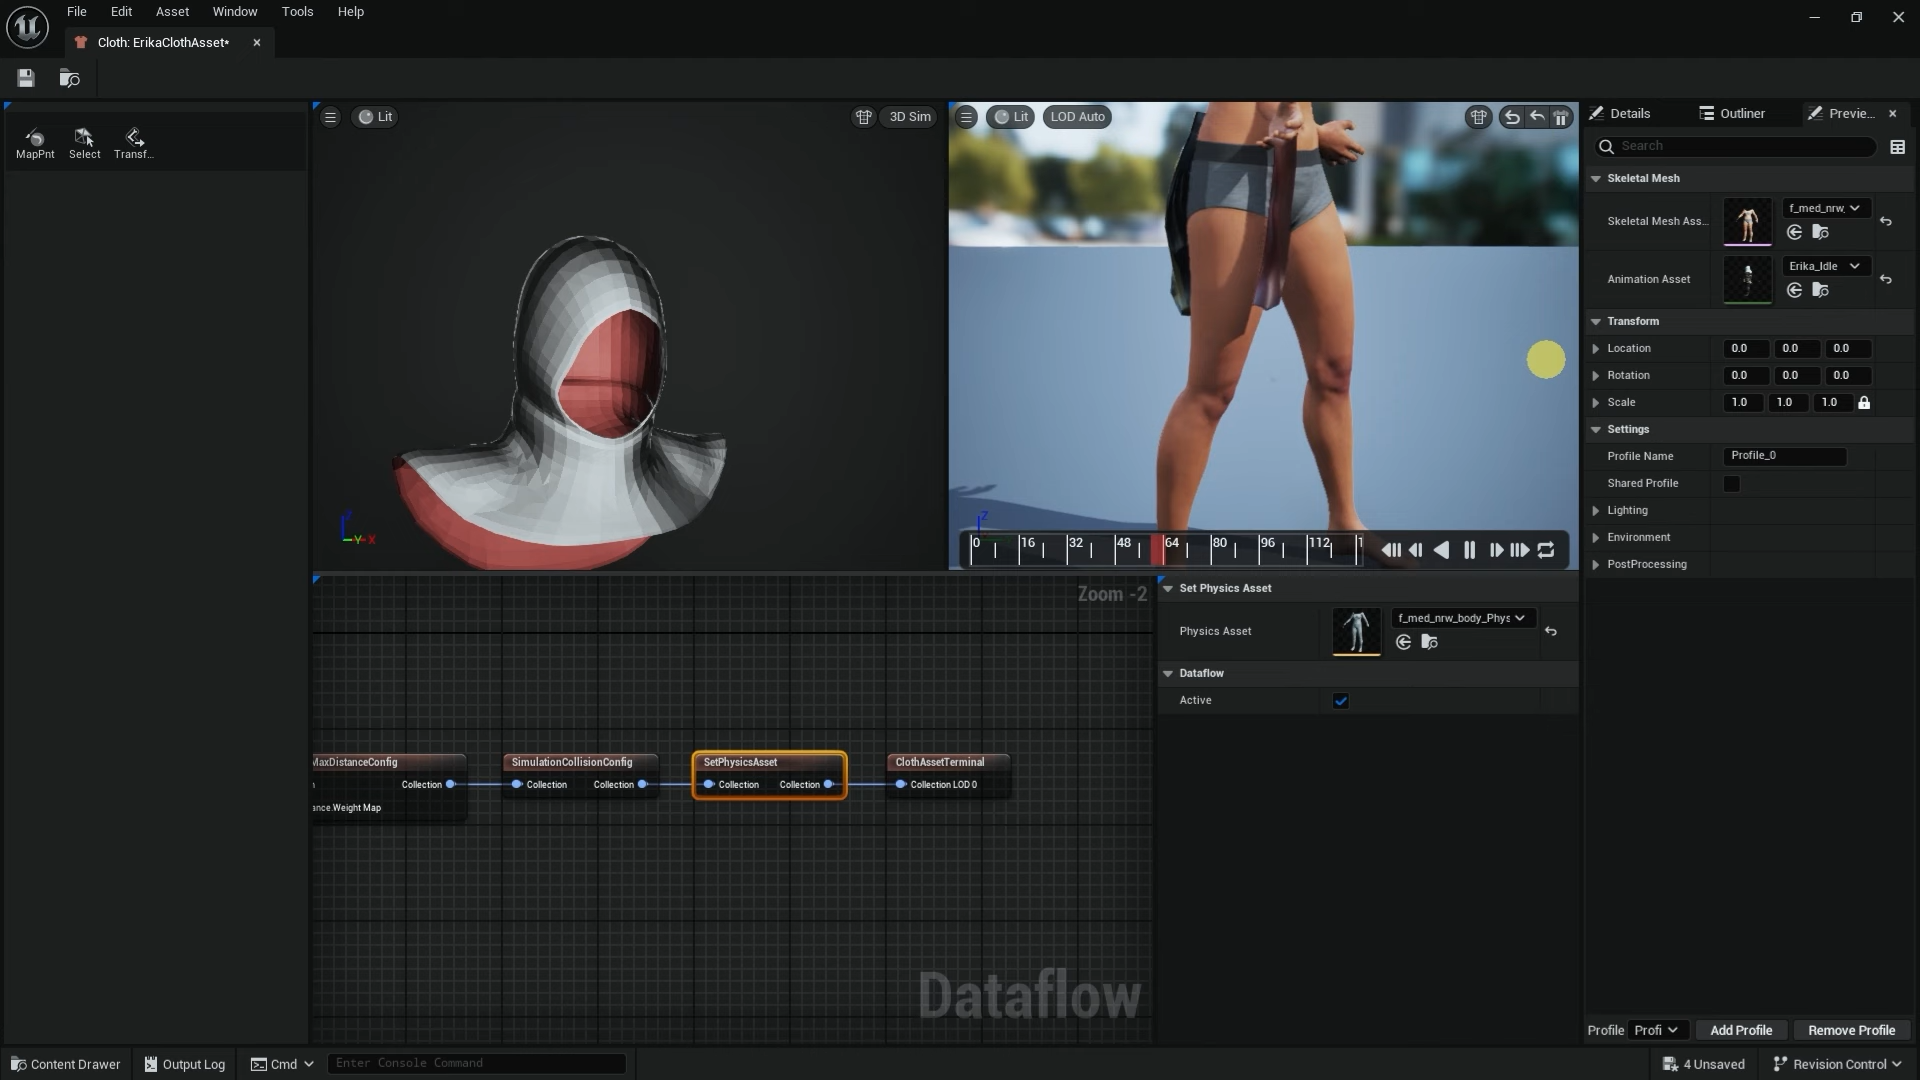 File Edit Asset Window Tools Help
Cloth: ErikaClothAsset*
MapPnt Select Transf...
Lit 3D Sim
Z Y X
Lit LOD Auto
Z
0 16 32 48 64 80 96 112
Details Outliner Previe...
Search
Skeletal Mesh
Skeletal Mesh Ass... f_med_nrw_
Animation Asset Erika_Idle
Transform
Location 0.0 0.0 0.0
Rotation 0.0 0.0 0.0
Scale 1.0 1.0 1.0
Settings
Profile Name Profile_0
Shared Profile
Lighting
Environment
PostProcessing
Profile Profi Add Profile Remove Profile
Zoom -2
MaxDistanceConfig
Collection
ance.Weight Map
SimulationCollisionConfig
Collection Collection
SetPhysicsAsset
Collection Collection
ClothAssetTerminal
Collection LOD 0
Dataflow
Set Physics Asset
Physics Asset f_med_nrw_body_Phys
Dataflow
Active
Content Drawer Output Log Cmd Enter Console Command 4 Unsaved Revision Control